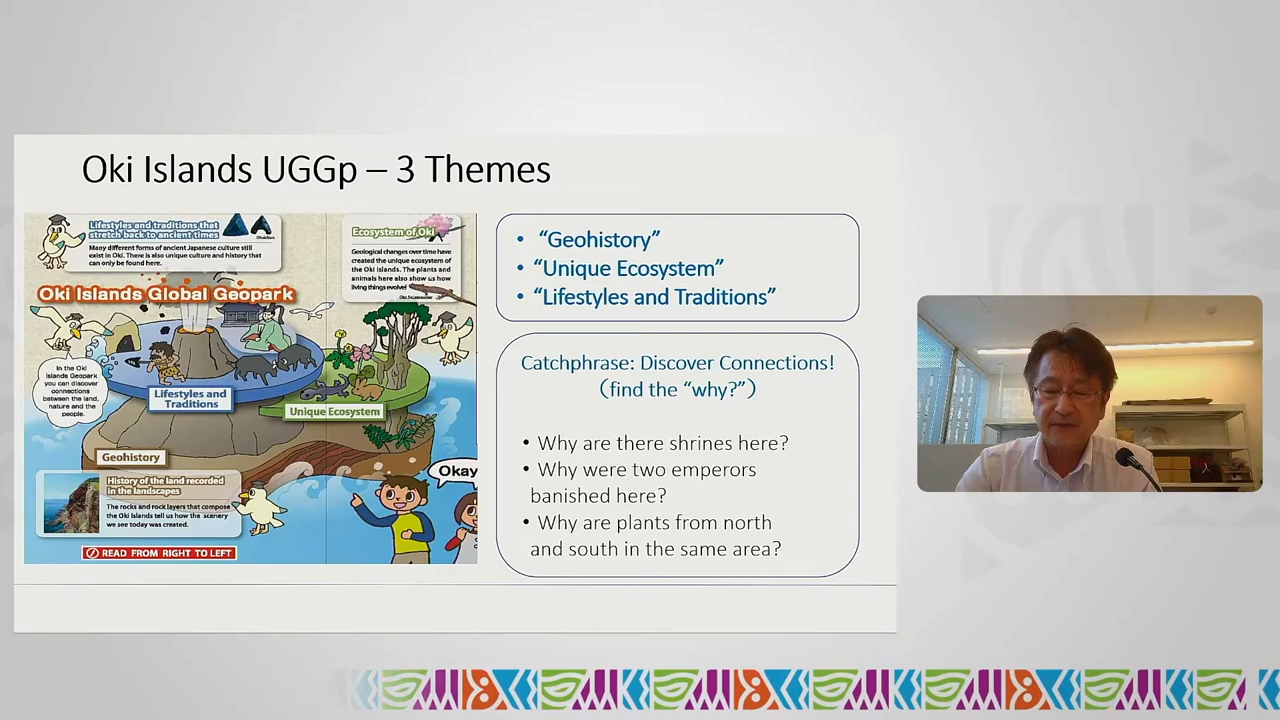 Oki Islands UGGp – 3 Themes
Lifestyles and traditions that
stretch back to ancient times
Obsidian
Many different forms of ancient Japanese culture still
exist in Oki. There is also unique culture and history that
can only be found here.
Ecosystem of Oki
Geological changes over time have
created the unique ecosystem of
the Oki Islands. The plants and
animals here also show us how
living things evolve!
Oki Salamander
Oki Islands Global Geopark
In the Oki
Islands Geopark
you can discover
connections
between the land,
nature and the
people.
Lifestyles and
Traditions
Unique Ecosystem
Geohistory
History of the land recorded
in the landscapes
The rocks and rock layers that compose
the Oki Islands tell us how the scenery
we see today was created.
Okay
READ FROM RIGHT TO LEFT
• “Geohistory”
• “Unique Ecosystem”
• “Lifestyles and Traditions”
Catchphrase: Discover Connections!
(find the “why?”)
• Why are there shrines here?
• Why were two emperors
banished here?
• Why are plants from north
and south in the same area?